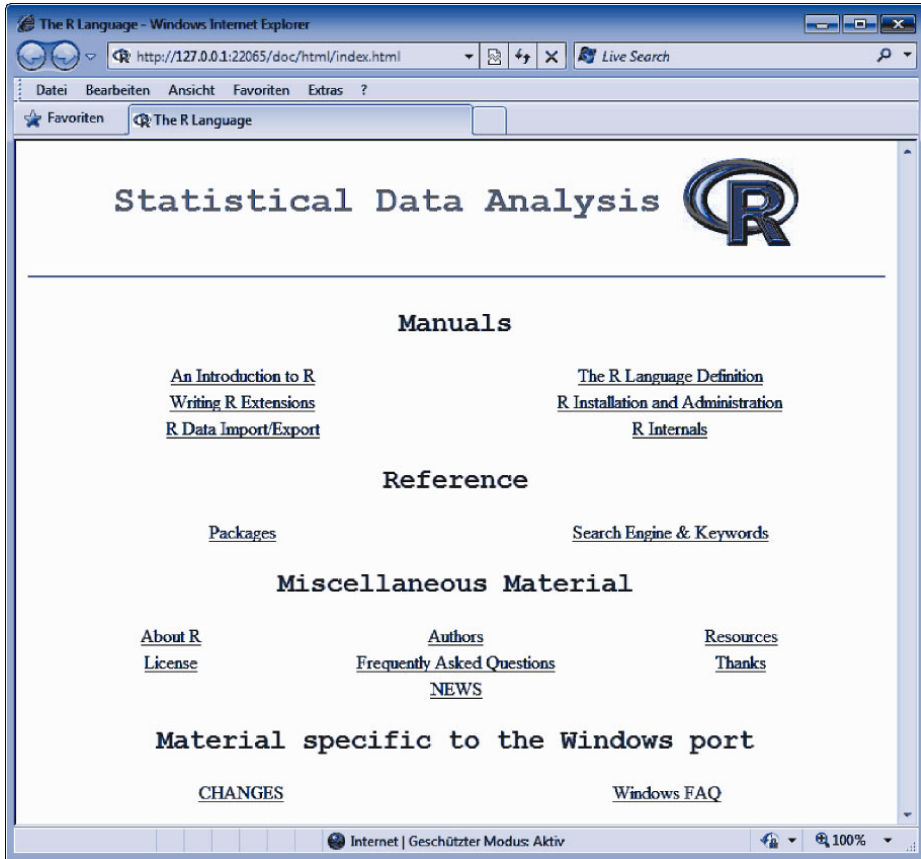 The R Language - Windows Internet Explorer
http://127.0.0.1:22065/doc/html/index.html
Live Search
Datei Bearbeiten Ansicht Favoriten Extras ?
Favoriten The R Language
Statistical Data Analysis R
Manuals
An Introduction to R The R Language Definition
Writing R Extensions R Installation and Administration
R Data Import/Export R Internals
Reference
Packages Search Engine & Keywords
Miscellaneous Material
About R Authors Resources
License Frequently Asked Questions Thanks
NEWS
Material specific to the Windows port
CHANGES Windows FAQ
Internet | Geschützter Modus: Aktiv 100%